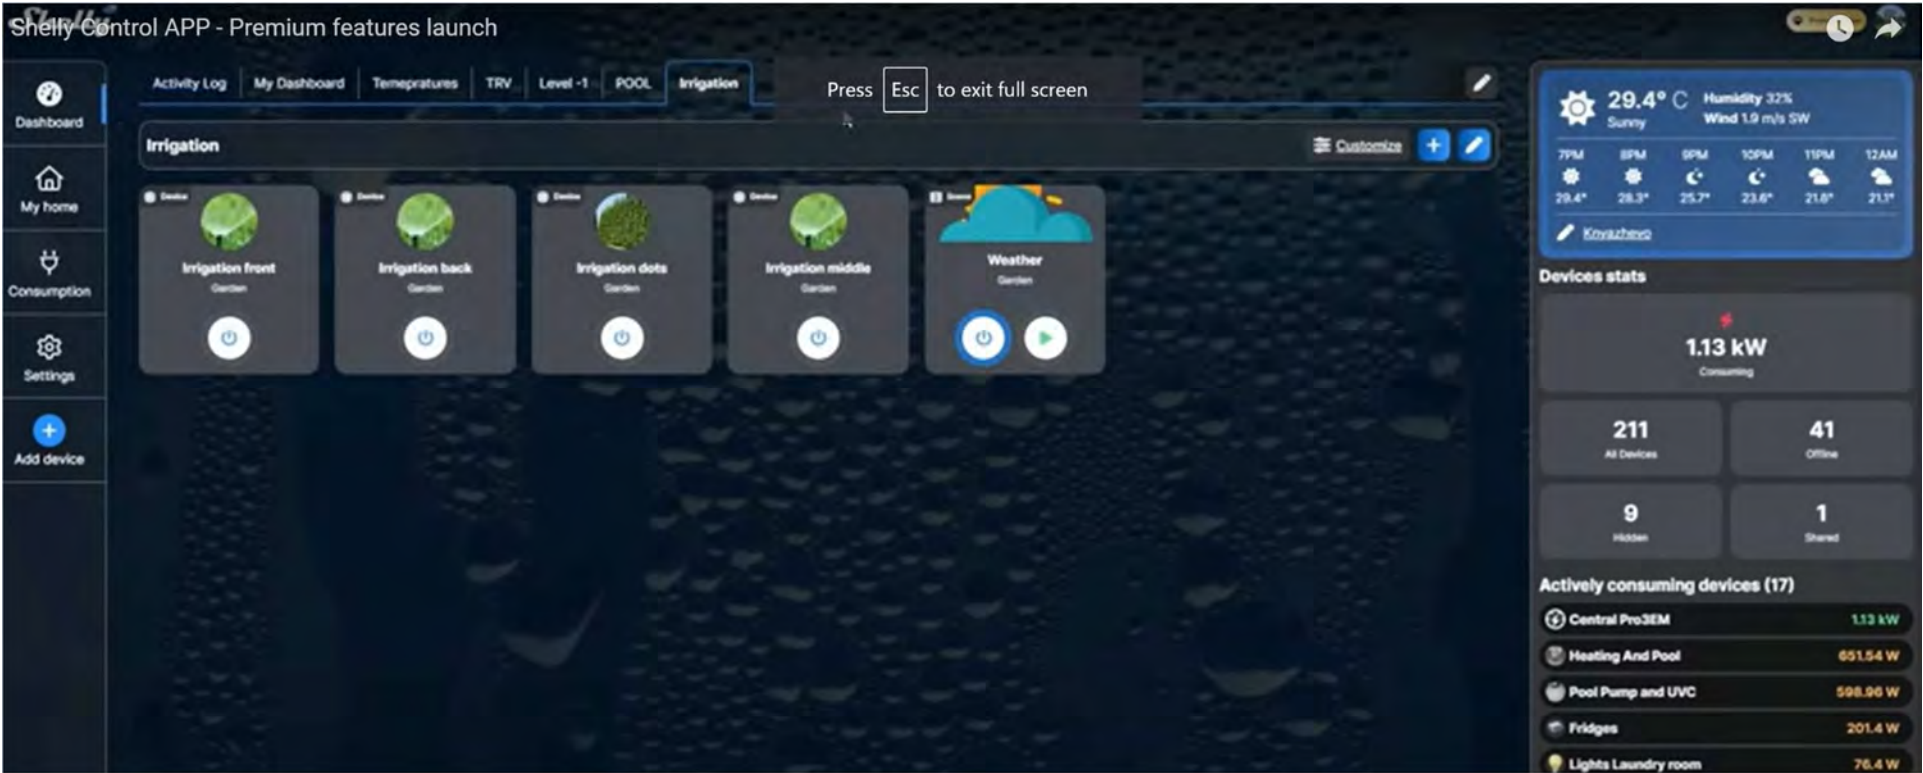 Shelly Control APP - Premium features launch
Press Esc to exit full screen
Dashboard
My home
Consumption
Settings
Add device
Activity Log
My Dashboard
Temepratures
TRV
Level -1
POOL
Irrigation
Irrigation
Customize
Device
Irrigation front
Garden
Device
Irrigation back
Garden
Device
Irrigation dots
Garden
Device
Irrigation middle
Garden
Weather
Garden
29.4° C
Sunny
Humidity 32%
Wind 1.9 m/s SW
7PM 8PM 9PM 10PM 11PM 12AM
29.4° 28.3° 25.7° 23.6° 21.8° 21.1°
Knyazhevo
Devices stats
1.13 kW
Consuming
211
All Devices
41
Offline
9
Hidden
1
Shared
Actively consuming devices (17)
Central Pro3EM 1.13 kW
Heating And Pool 651.54 W
Pool Pump and UVC 598.96 W
Fridges 201.4 W
Lights Laundry room 76.4 W